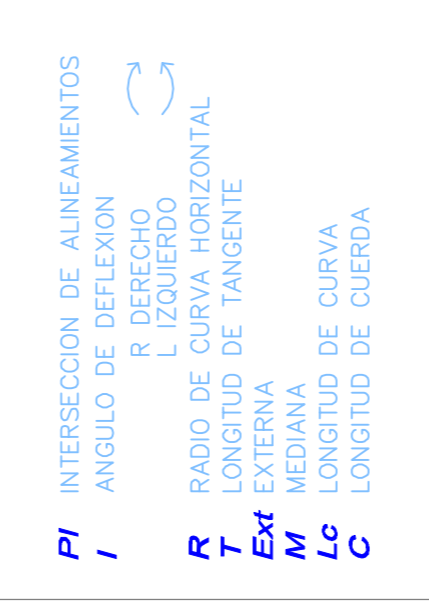 PI INTERSECCION DE ALINEAMIENTOS
I ANGULO DE DEFLEXION
R DERECHO
L IZQUIERDO
R RADIO DE CURVA HORIZONTAL
T LONGITUD DE TANGENTE
Ext EXTERNA
M MEDIANA
Lc LONGITUD DE CURVA
C LONGITUD DE CUERDA